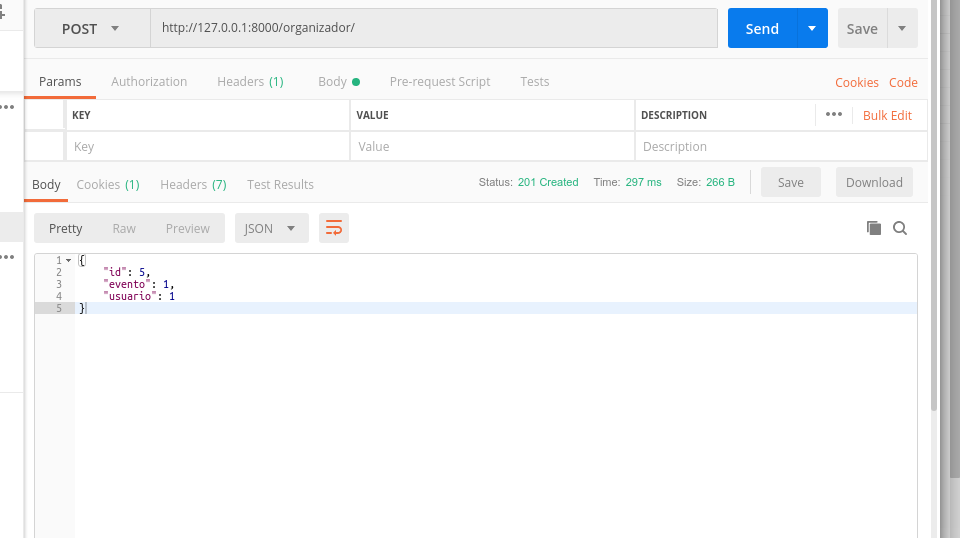 POST http://127.0.0.1:8000/organizador/ Send Save
Params Authorization Headers (1) Body Pre-request Script Tests Cookies Code
KEY VALUE DESCRIPTION ••• Bulk Edit
Key Value Description
Body Cookies (1) Headers (7) Test Results Status: 201 Created Time: 297 ms Size: 266 B Save Download
Pretty Raw Preview JSON
1 {
2 "id": 5,
3 "evento": 1,
4 "usuario": 1
5 }